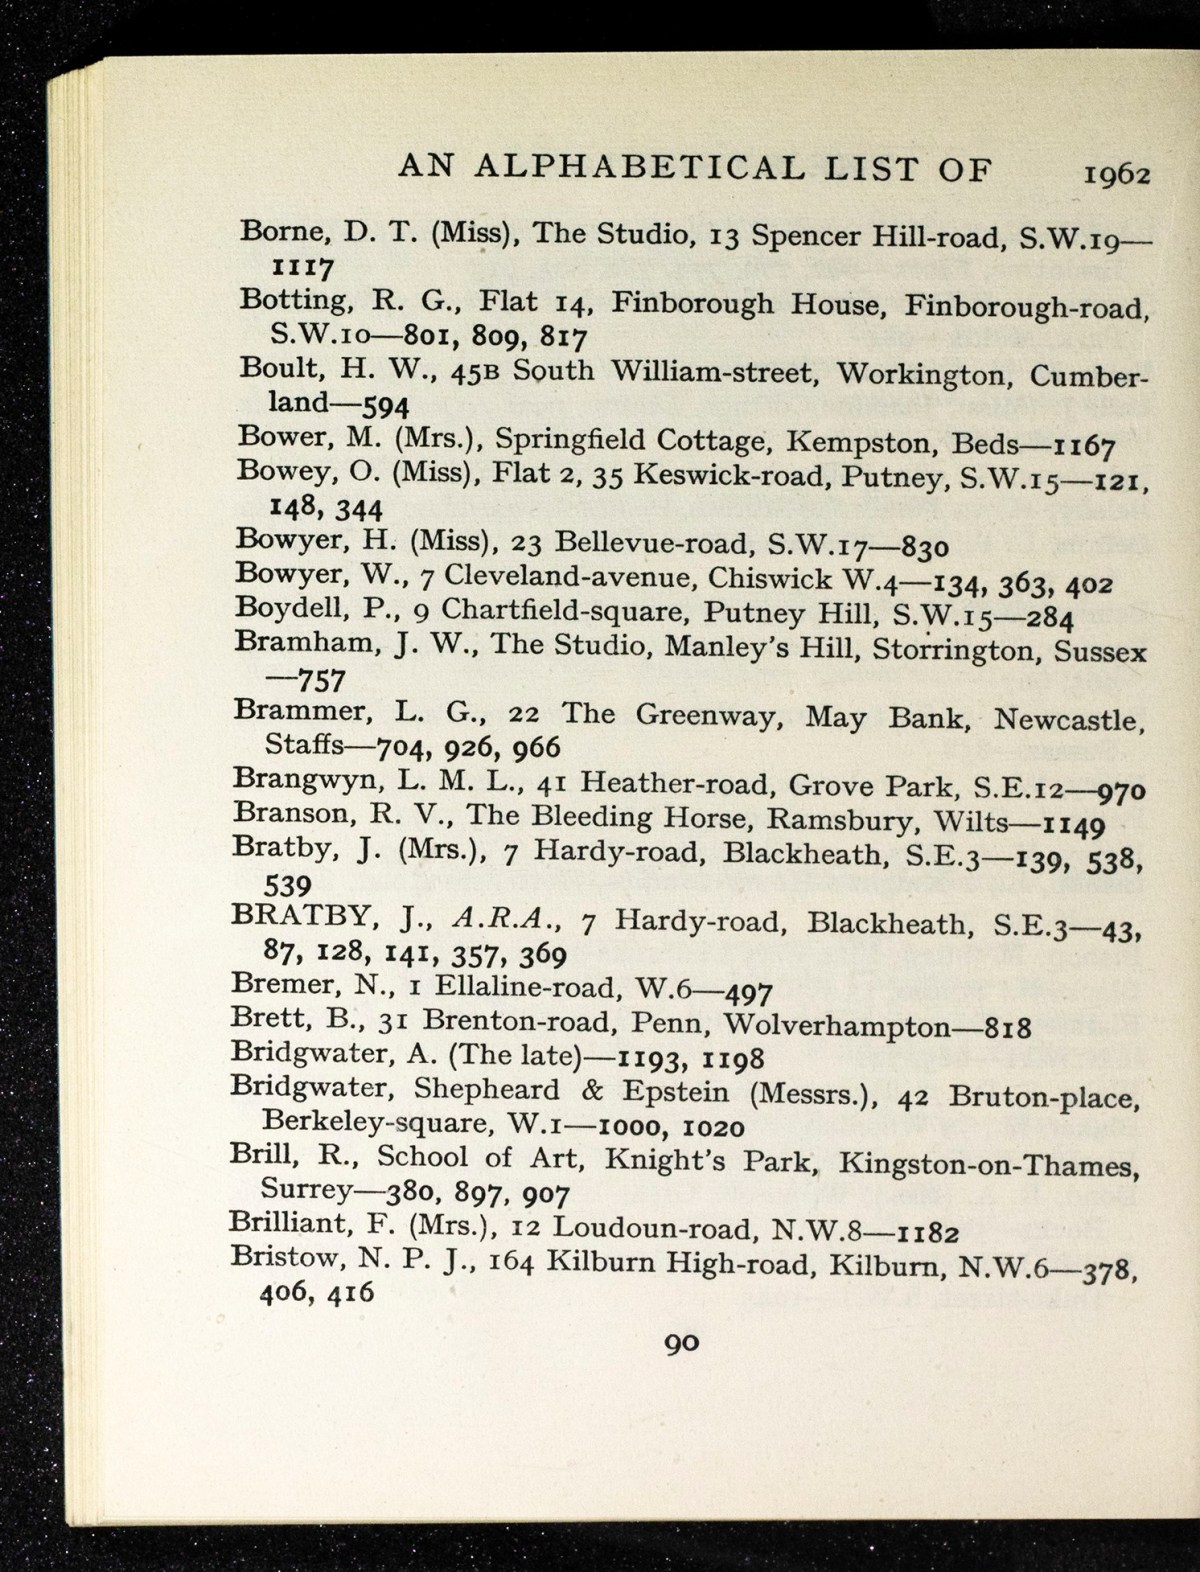 AN ALPHABETICAL LIST OF 1962
Borne, D. T. (Miss), The Studio, 13 Spencer Hill-road, S.W.19—
1117
Botting, R. G., Flat 14, Finborough House, Finborough-road,
S.W.10—801, 809, 817
Boult, H. W., 45B South William-street, Workington, Cumber-
land—594
Bower, M. (Mrs.), Springfield Cottage, Kempston, Beds—1167
Bowey, O. (Miss), Flat 2, 35 Keswick-road, Putney, S.W.15—121,
148, 344
Bowyer, H. (Miss), 23 Bellevue-road, S.W.17—830
Bowyer, W., 7 Cleveland-avenue, Chiswick W.4—134, 363, 402
Boydell, P., 9 Chartfield-square, Putney Hill, S.W.15—284
Bramham, J. W., The Studio, Manley's Hill, Storrington, Sussex
—757
Brammer, L. G., 22 The Greenway, May Bank, Newcastle,
Staffs—704, 926, 966
Brangwyn, L. M. L., 41 Heather-road, Grove Park, S.E.12—970
Branson, R. V., The Bleeding Horse, Ramsbury, Wilts—1149
Bratby, J. (Mrs.), 7 Hardy-road, Blackheath, S.E.3—139, 538,
539
BRATBY, J., A.R.A., 7 Hardy-road, Blackheath, S.E.3—43,
87, 128, 141, 357, 369
Bremer, N., 1 Ellaline-road, W.6—497
Brett, B., 31 Brenton-road, Penn, Wolverhampton—818
Bridgwater, A. (The late)—1193, 1198
Bridgwater, Shepheard & Epstein (Messrs.), 42 Bruton-place,
Berkeley-square, W.1—1000, 1020
Brill, R., School of Art, Knight's Park, Kingston-on-Thames,
Surrey—380, 897, 907
Brilliant, F. (Mrs.), 12 Loudoun-road, N.W.8—1182
Bristow, N. P. J., 164 Kilburn High-road, Kilburn, N.W.6—378,
406, 416
90